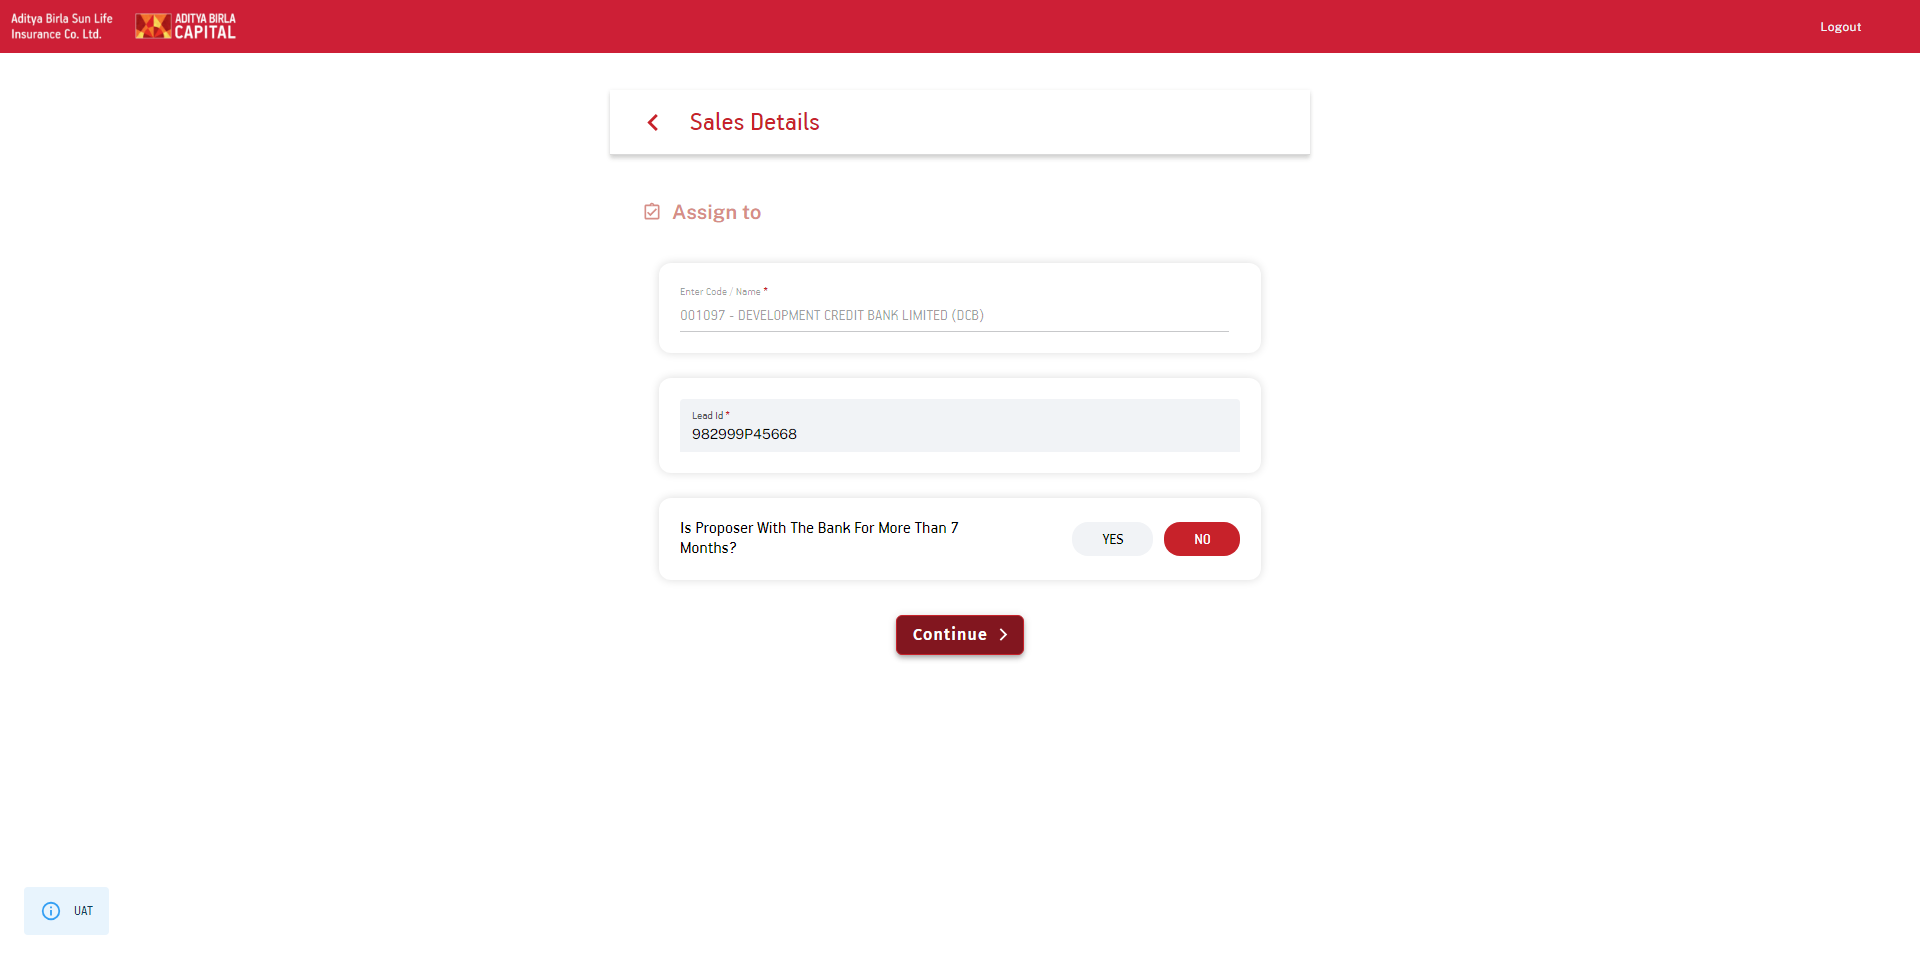 Aditya Birla Sun Life
Insurance Co. Ltd.
ADITYA BIRLA
CAPITAL
Logout
Sales Details
Assign to
Enter Code / Name *
001097 - DEVELOPMENT CREDIT BANK LIMITED (DCB)
Lead Id *
982999P45668
Is Proposer With The Bank For More Than 7
Months?
YES
NO
Continue
UAT